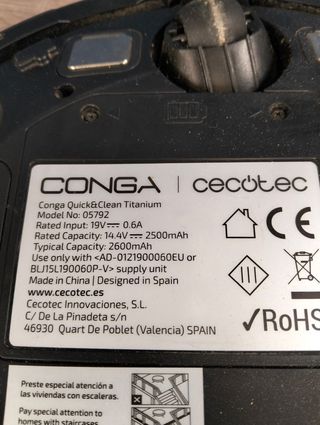 CONGA | cecotec
Conga Quick&Clean Titanium
Model No: 05792
Rated Input: 19V⎓ 0.6A
Rated Capacity: 14.4V⎓ 2500mAh
Typical Capacity: 2600mAh
Use only with <AD-0121900060EU or
BLJ15L190060P-V> supply unit
Made in China | Designed in Spain
www.cecotec.es
Cecotec Innovaciones, S.L.
C/ De La Pinadeta s/n
46930 Quart De Poblet (Valencia) SPAIN
CE
III
✓RoHS
Preste especial atención a
las viviendas con escaleras.
Pay special attention to
homes with staircases